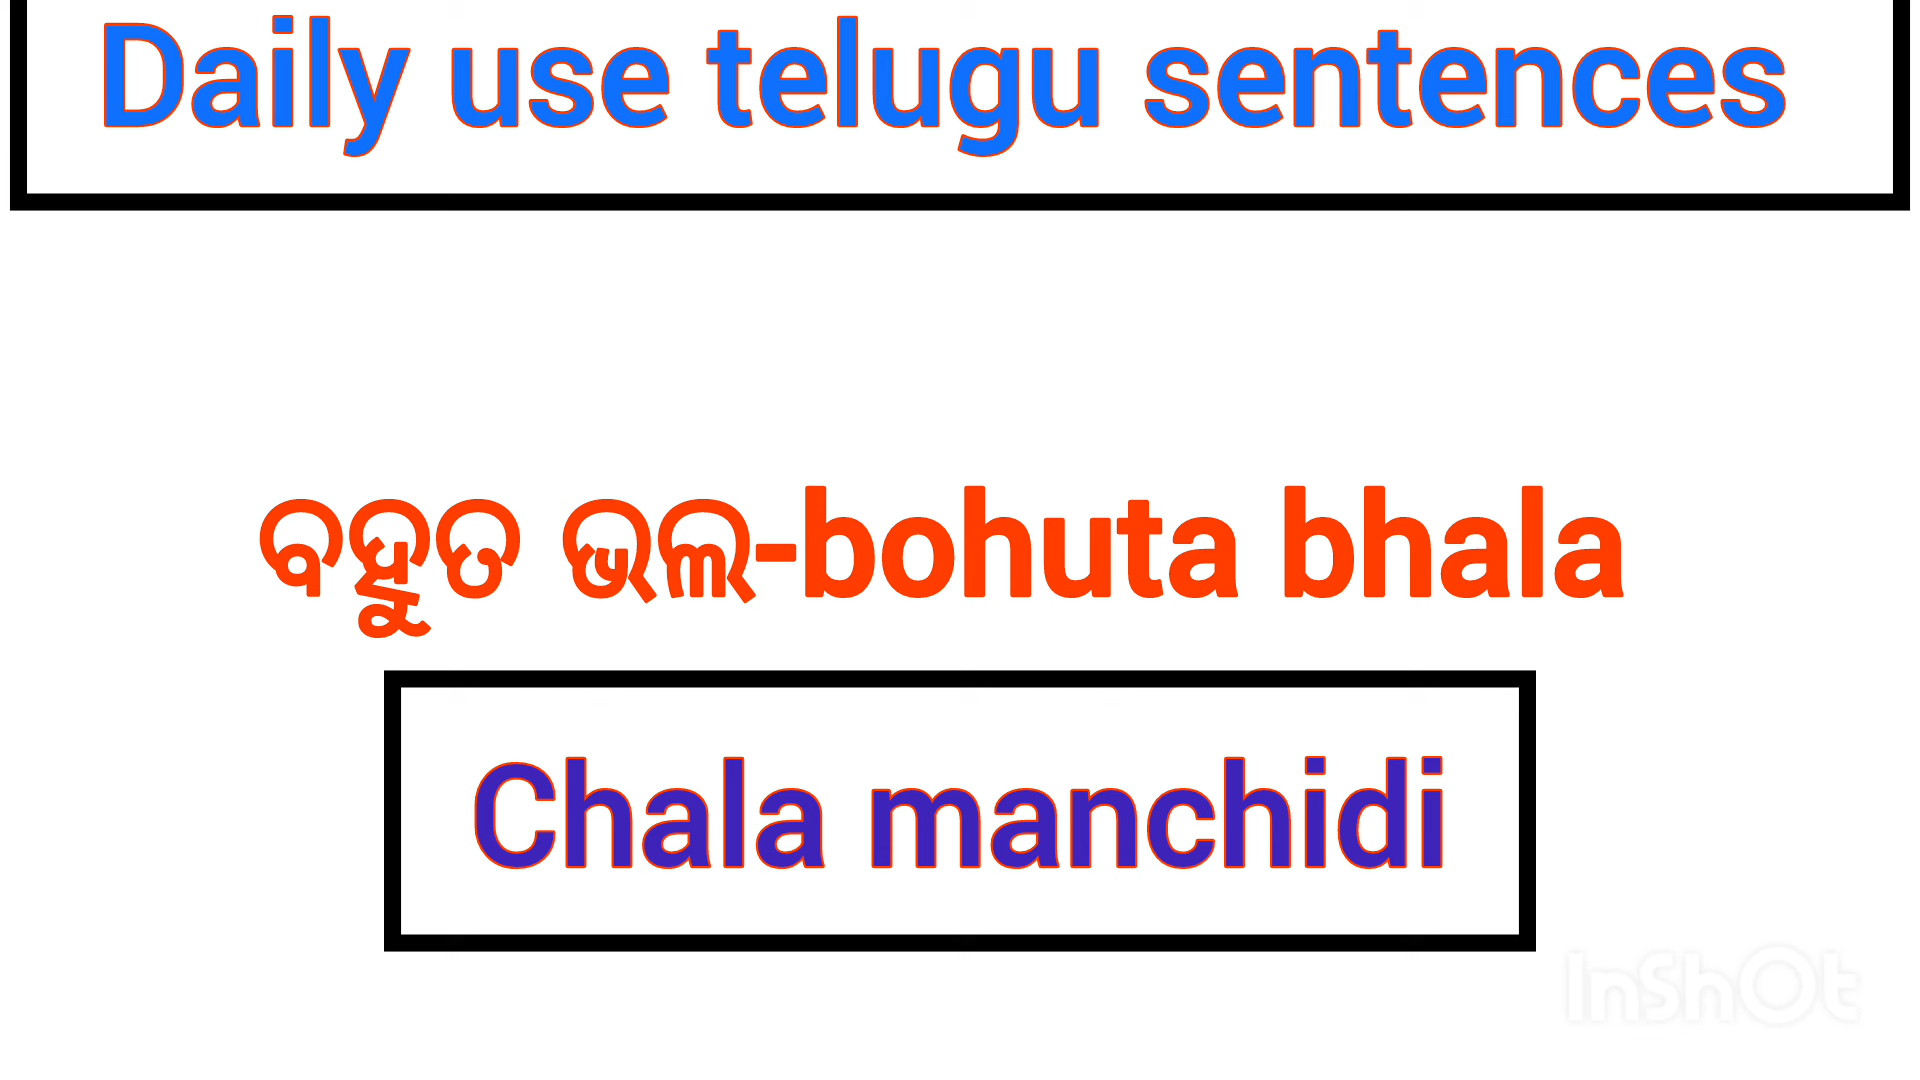 Daily use telugu sentences
ବହୁତ ଭଲ-bohuta bhala
Chala manchidi
InShOt